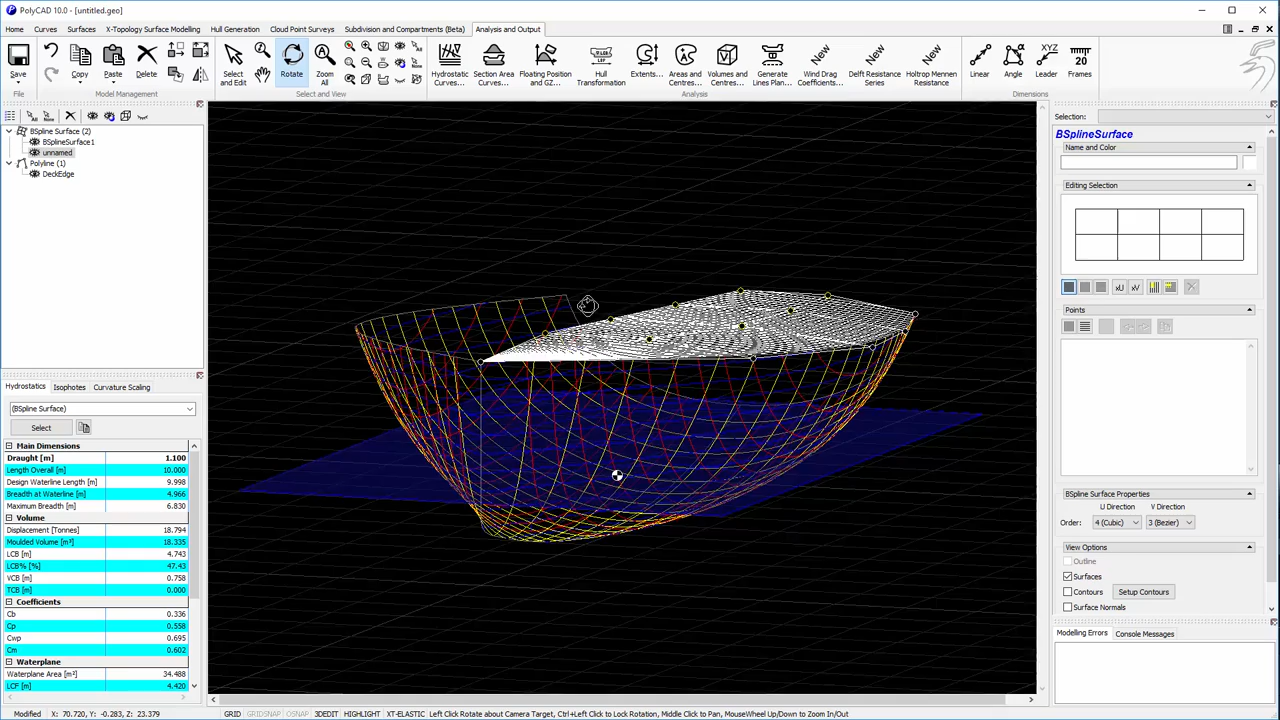 PolyCAD 10.0 - [untitled.geo]
Home Curves Surfaces X-Topology Surface Modelling Hull Generation Cloud Point Surveys Subdivision and Compartments (Beta) Analysis and Output
Save Copy Paste Delete Select and Edit Rotate Zoom All Hydrostatic Curves... Section Area Curves... Floating Position and GZ... Hull Transformation Extents... Areas and Centres... Volumes and Centres... Generate Lines Plan... New Wind Drag Coefficients... New Delft Resistance Series New Holtrop Mennen Resistance Linear Angle XYZ Leader 20 Frames
File Model Management Select and View Analysis Dimensions
BSpline Surface (2)
BSplineSurface1
unnamed
Polyline (1)
DeckEdge
Hydrostatics Isophotes Curvature Scaling
(BSpline Surface)
Select
Main Dimensions
Draught [m] 1.100
Length Overall [m] 10.000
Design Waterline Length [m] 9.998
Breadth at Waterline [m] 4.966
Maximum Breadth [m] 6.830
Volume
Displacement [Tonnes] 18.794
Moulded Volume [m³] 18.335
LCB [m] 4.743
LCB% [%] 47.43
VCB [m] 0.758
TCB [m] 0.000
Coefficients
Cb 0.336
Cp 0.558
Cwp 0.695
Cm 0.602
Waterplane
Waterplane Area [m²] 34.488
LCF [m] 4.420
Selection:
BSplineSurface
Name and Color
Editing Selection
xU xV
Points
BSpline Surface Properties
U Direction V Direction
Order: 4 (Cubic) 3 (Bezier)
View Options
Outline
Surfaces
Contours Setup Contours
Surface Normals
Modelling Errors Console Messages
Modified X: 70.720, Y: -0.283, Z: 23.379 GRID GRIDSNAP OSNAP 3DEDIT HIGHLIGHT XT-ELASTIC Left Click Rotate about Camera Target, Ctrl+Left Click to Lock Rotation, Middle Click to Pan, MouseWheel Up/Down to Zoom In/Out